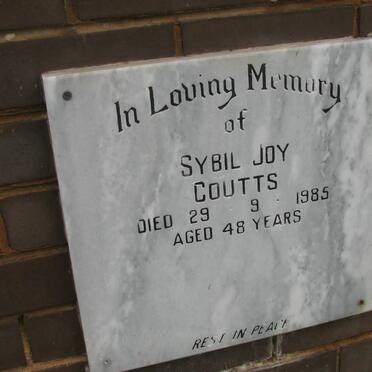 In Loving Memory
of
SYBIL JOY
COUTTS
DIED 29 9 · 1985
AGED 48 YEARS
REST IN PEACE